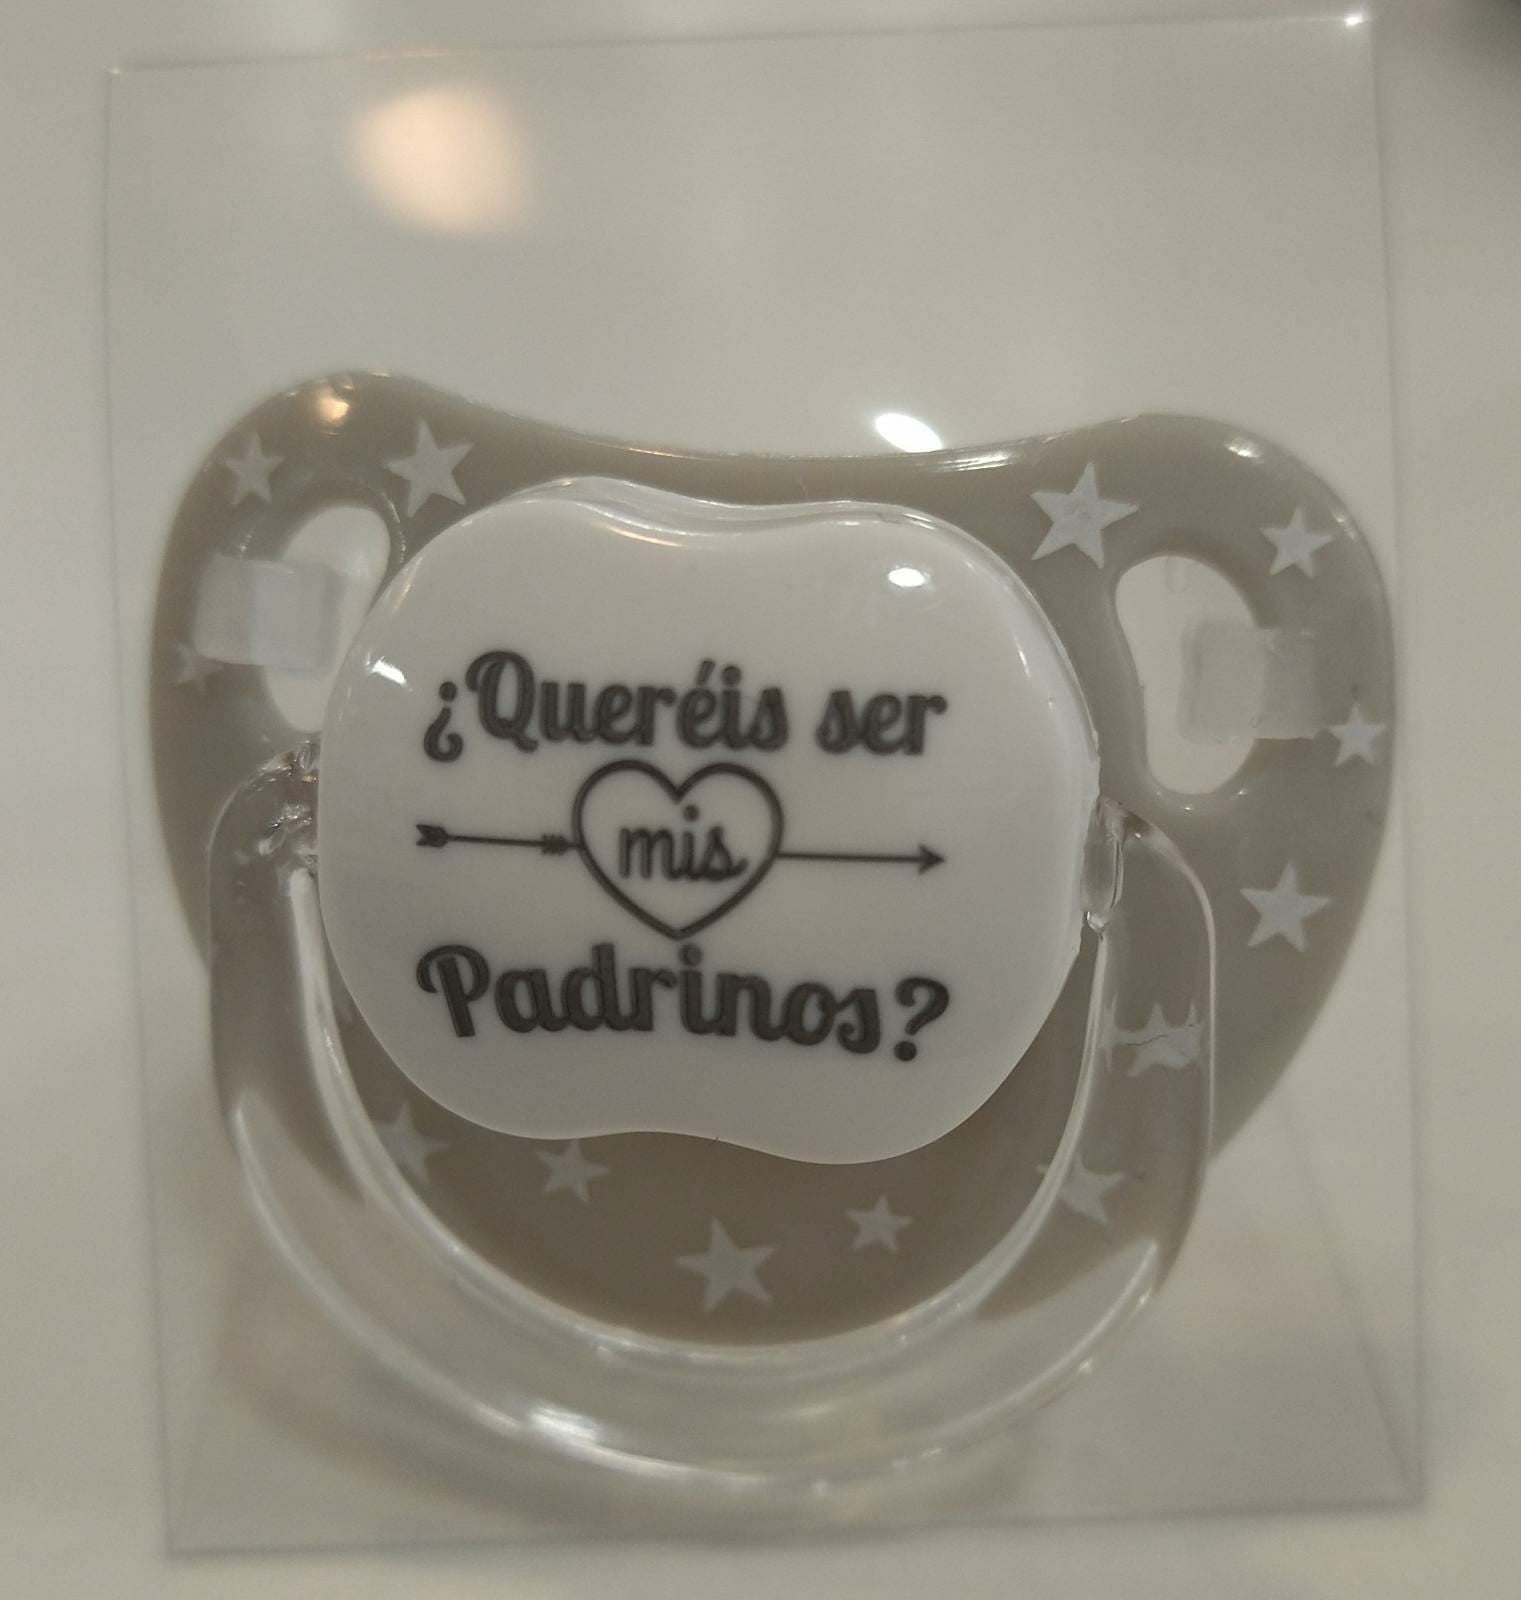 ¿Queréis ser
mis
Padrinos?